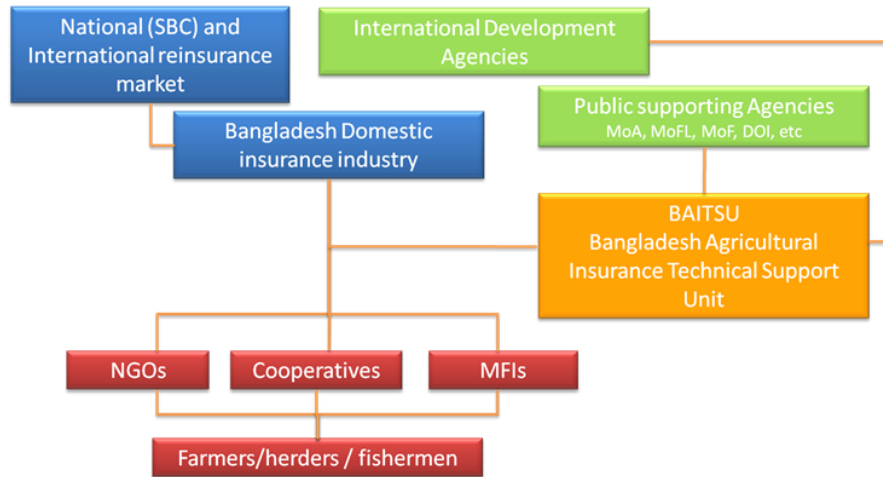 National (SBC) and
International reinsurance
market
International Development
Agencies
Public supporting Agencies
MoA, MoFL, MoF, DOI, etc
Bangladesh Domestic
insurance industry
BAITSU
Bangladesh Agricultural
Insurance Technical Support
Unit
NGOs
Cooperatives
MFIs
Farmers/herders / fishermen